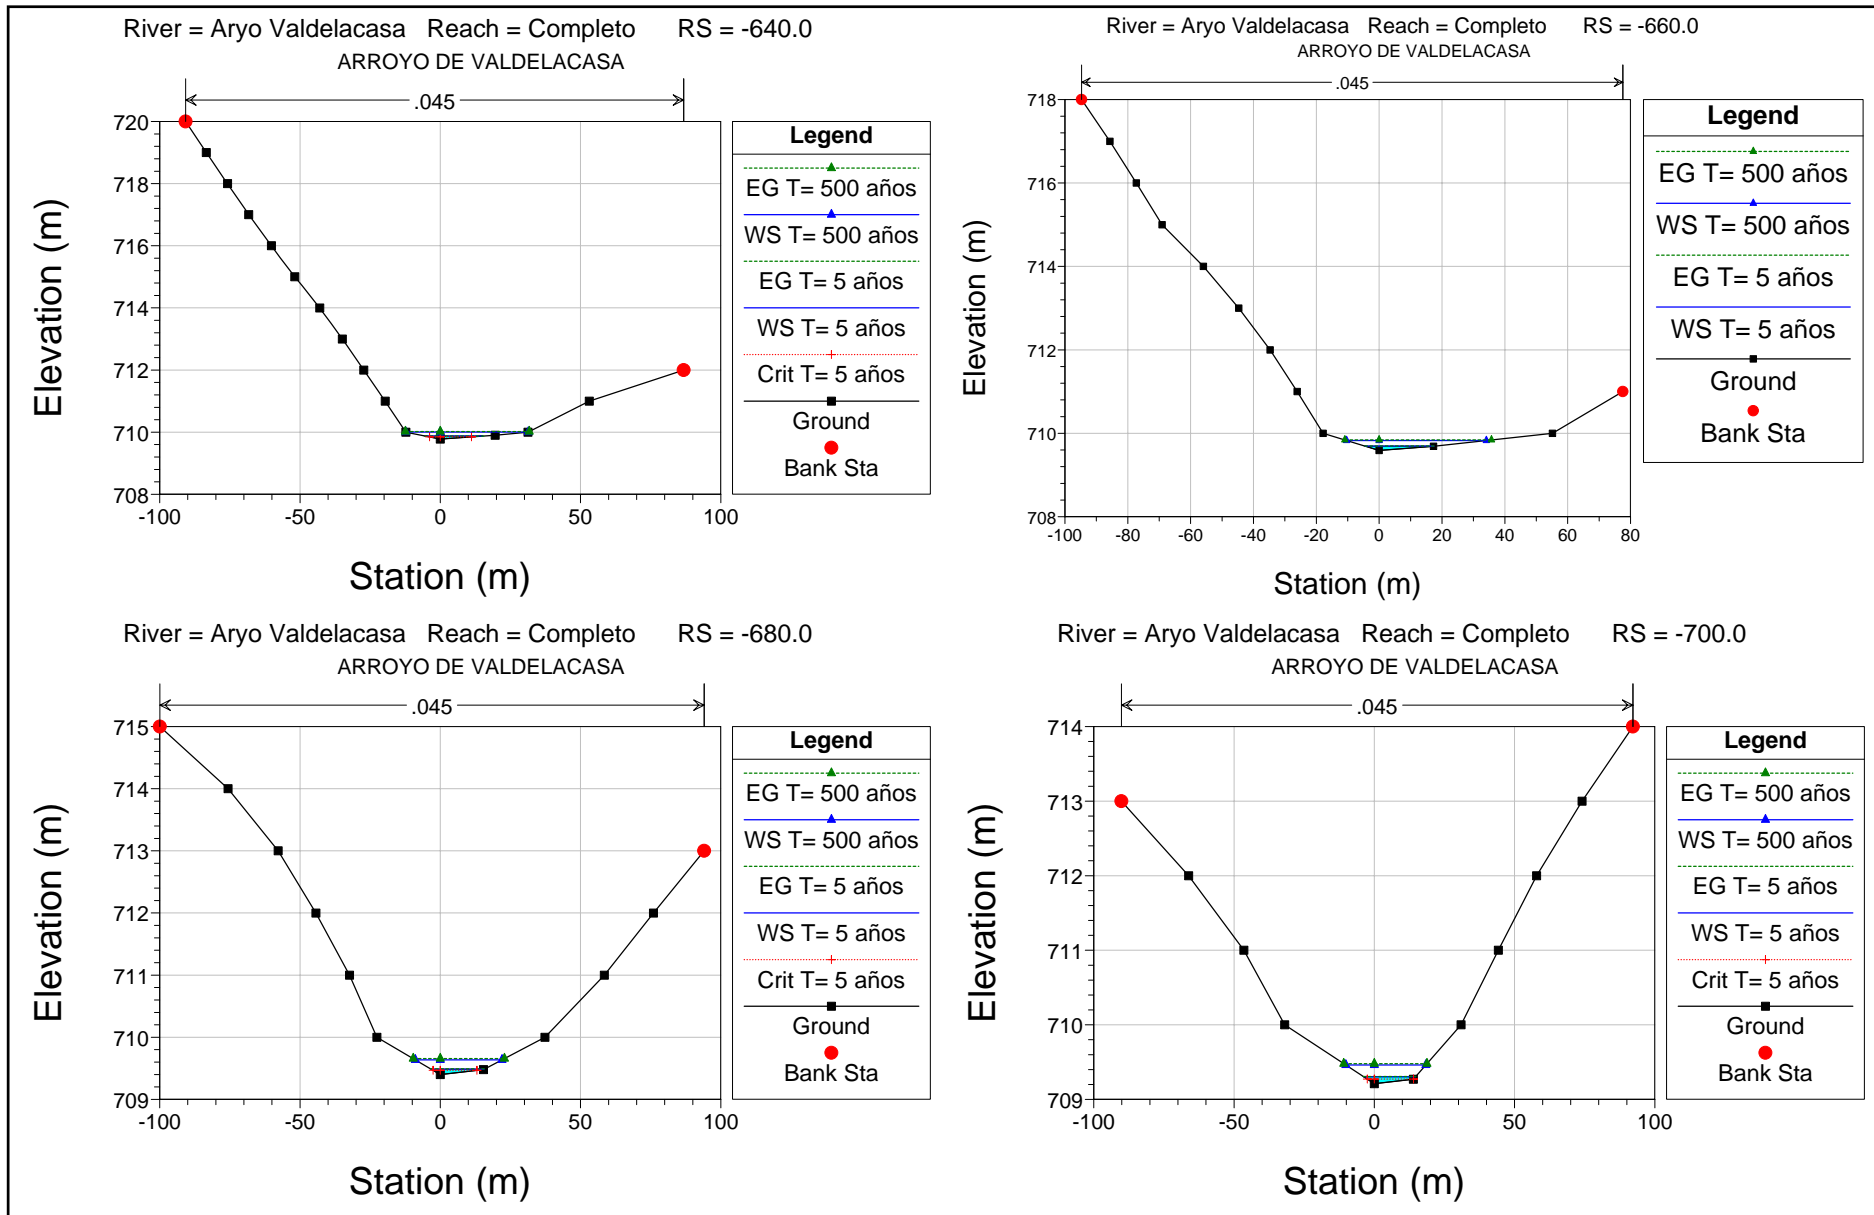 River = Aryo Valdelacasa Reach = Completo RS = -640.0
ARROYO DE VALDELACASA
.045
720
718
716
714
712
710
708
-100 -50 0 50 100
Elevation (m)
Station (m)
Legend
EG T= 500 años
WS T= 500 años
EG T= 5 años
WS T= 5 años
Crit T= 5 años
Ground
Bank Sta
River = Aryo Valdelacasa Reach = Completo RS = -660.0
ARROYO DE VALDELACASA
.045
718
716
714
712
710
708
-100 -80 -60 -40 -20 0 20 40 60 80
Elevation (m)
Station (m)
Legend
EG T= 500 años
WS T= 500 años
EG T= 5 años
WS T= 5 años
Ground
Bank Sta
River = Aryo Valdelacasa Reach = Completo RS = -680.0
ARROYO DE VALDELACASA
.045
715
714
713
712
711
710
709
-100 -50 0 50 100
Elevation (m)
Station (m)
Legend
EG T= 500 años
WS T= 500 años
EG T= 5 años
WS T= 5 años
Crit T= 5 años
Ground
Bank Sta
River = Aryo Valdelacasa Reach = Completo RS = -700.0
ARROYO DE VALDELACASA
.045
714
713
712
711
710
709
-100 -50 0 50 100
Elevation (m)
Station (m)
Legend
EG T= 500 años
WS T= 500 años
EG T= 5 años
WS T= 5 años
Crit T= 5 años
Ground
Bank Sta